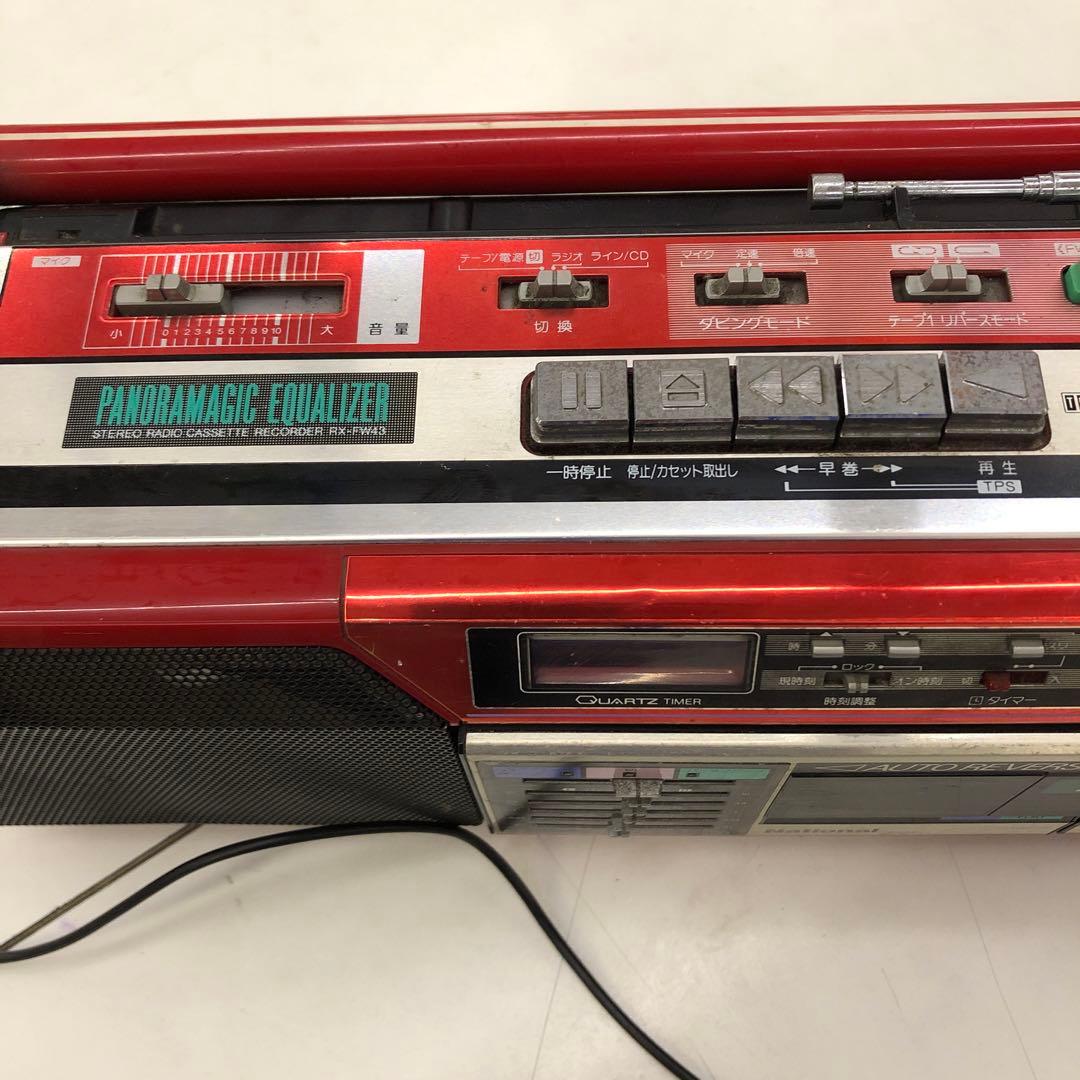 マイク
小 0 1 2 3 4 5 6 7 8 9 10 大
音量
テープ/電源 切 ラジオ ライン/CD
切換
マイク 定速 倍速
ダビングモード
テープ1 リバースモード
PANORAMAGIC EQUALIZER
STEREO RADIO CASSETTE RECORDER RX-FW43
一時停止 停止/カセット取出し 早巻 再生
TPS
時 分
ロック
現時刻 オン時刻 切 入
時刻調整 タイマー
QUARTZ TIMER
AUTO REVERS
National